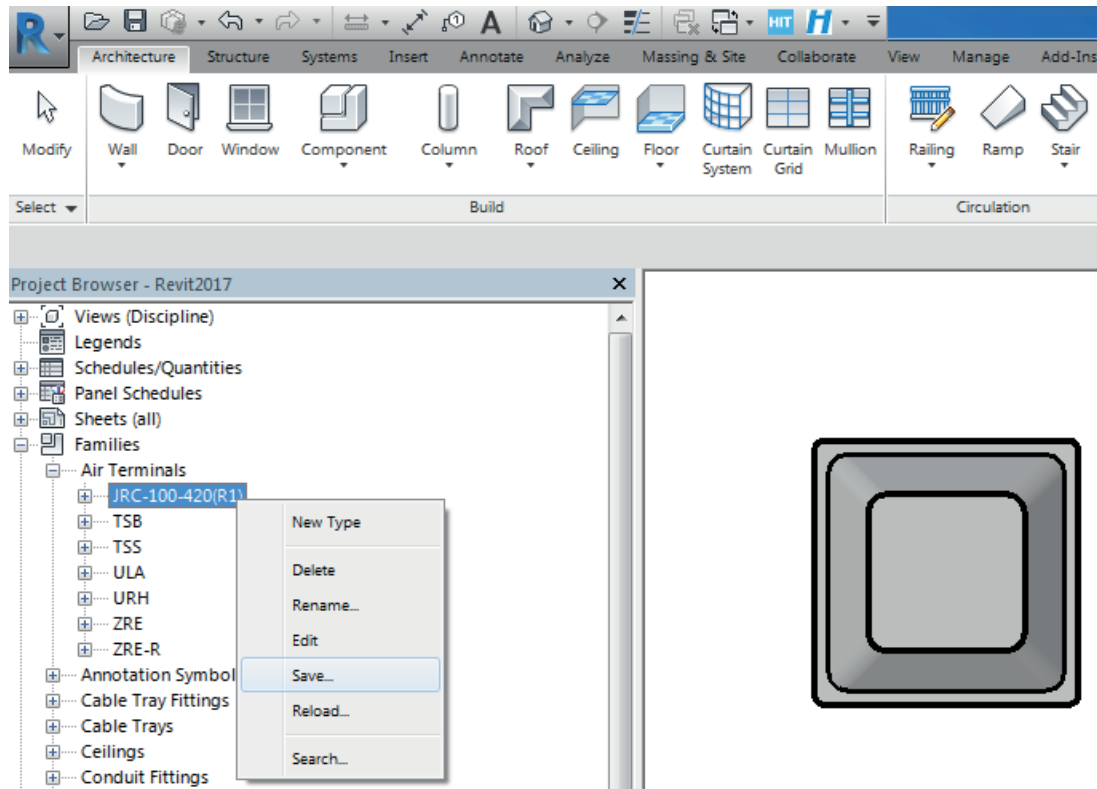 R HIT H
Architecture Structure Systems Insert Annotate Analyze Massing & Site Collaborate View Manage Add-Ins
Modify Wall Door Window Component Column Roof Ceiling Floor Curtain System Curtain Grid Mullion Railing Ramp Stair
Select Build Circulation
Project Browser - Revit2017
Views (Discipline)
Legends
Schedules/Quantities
Panel Schedules
Sheets (all)
Families
Air Terminals
JRC-100-420(R1)
TSB
TSS
ULA
URH
ZRE
ZRE-R
Annotation Symbol
Cable Tray Fittings
Cable Trays
Ceilings
Conduit Fittings
New Type
Delete
Rename...
Edit
Save...
Reload...
Search...